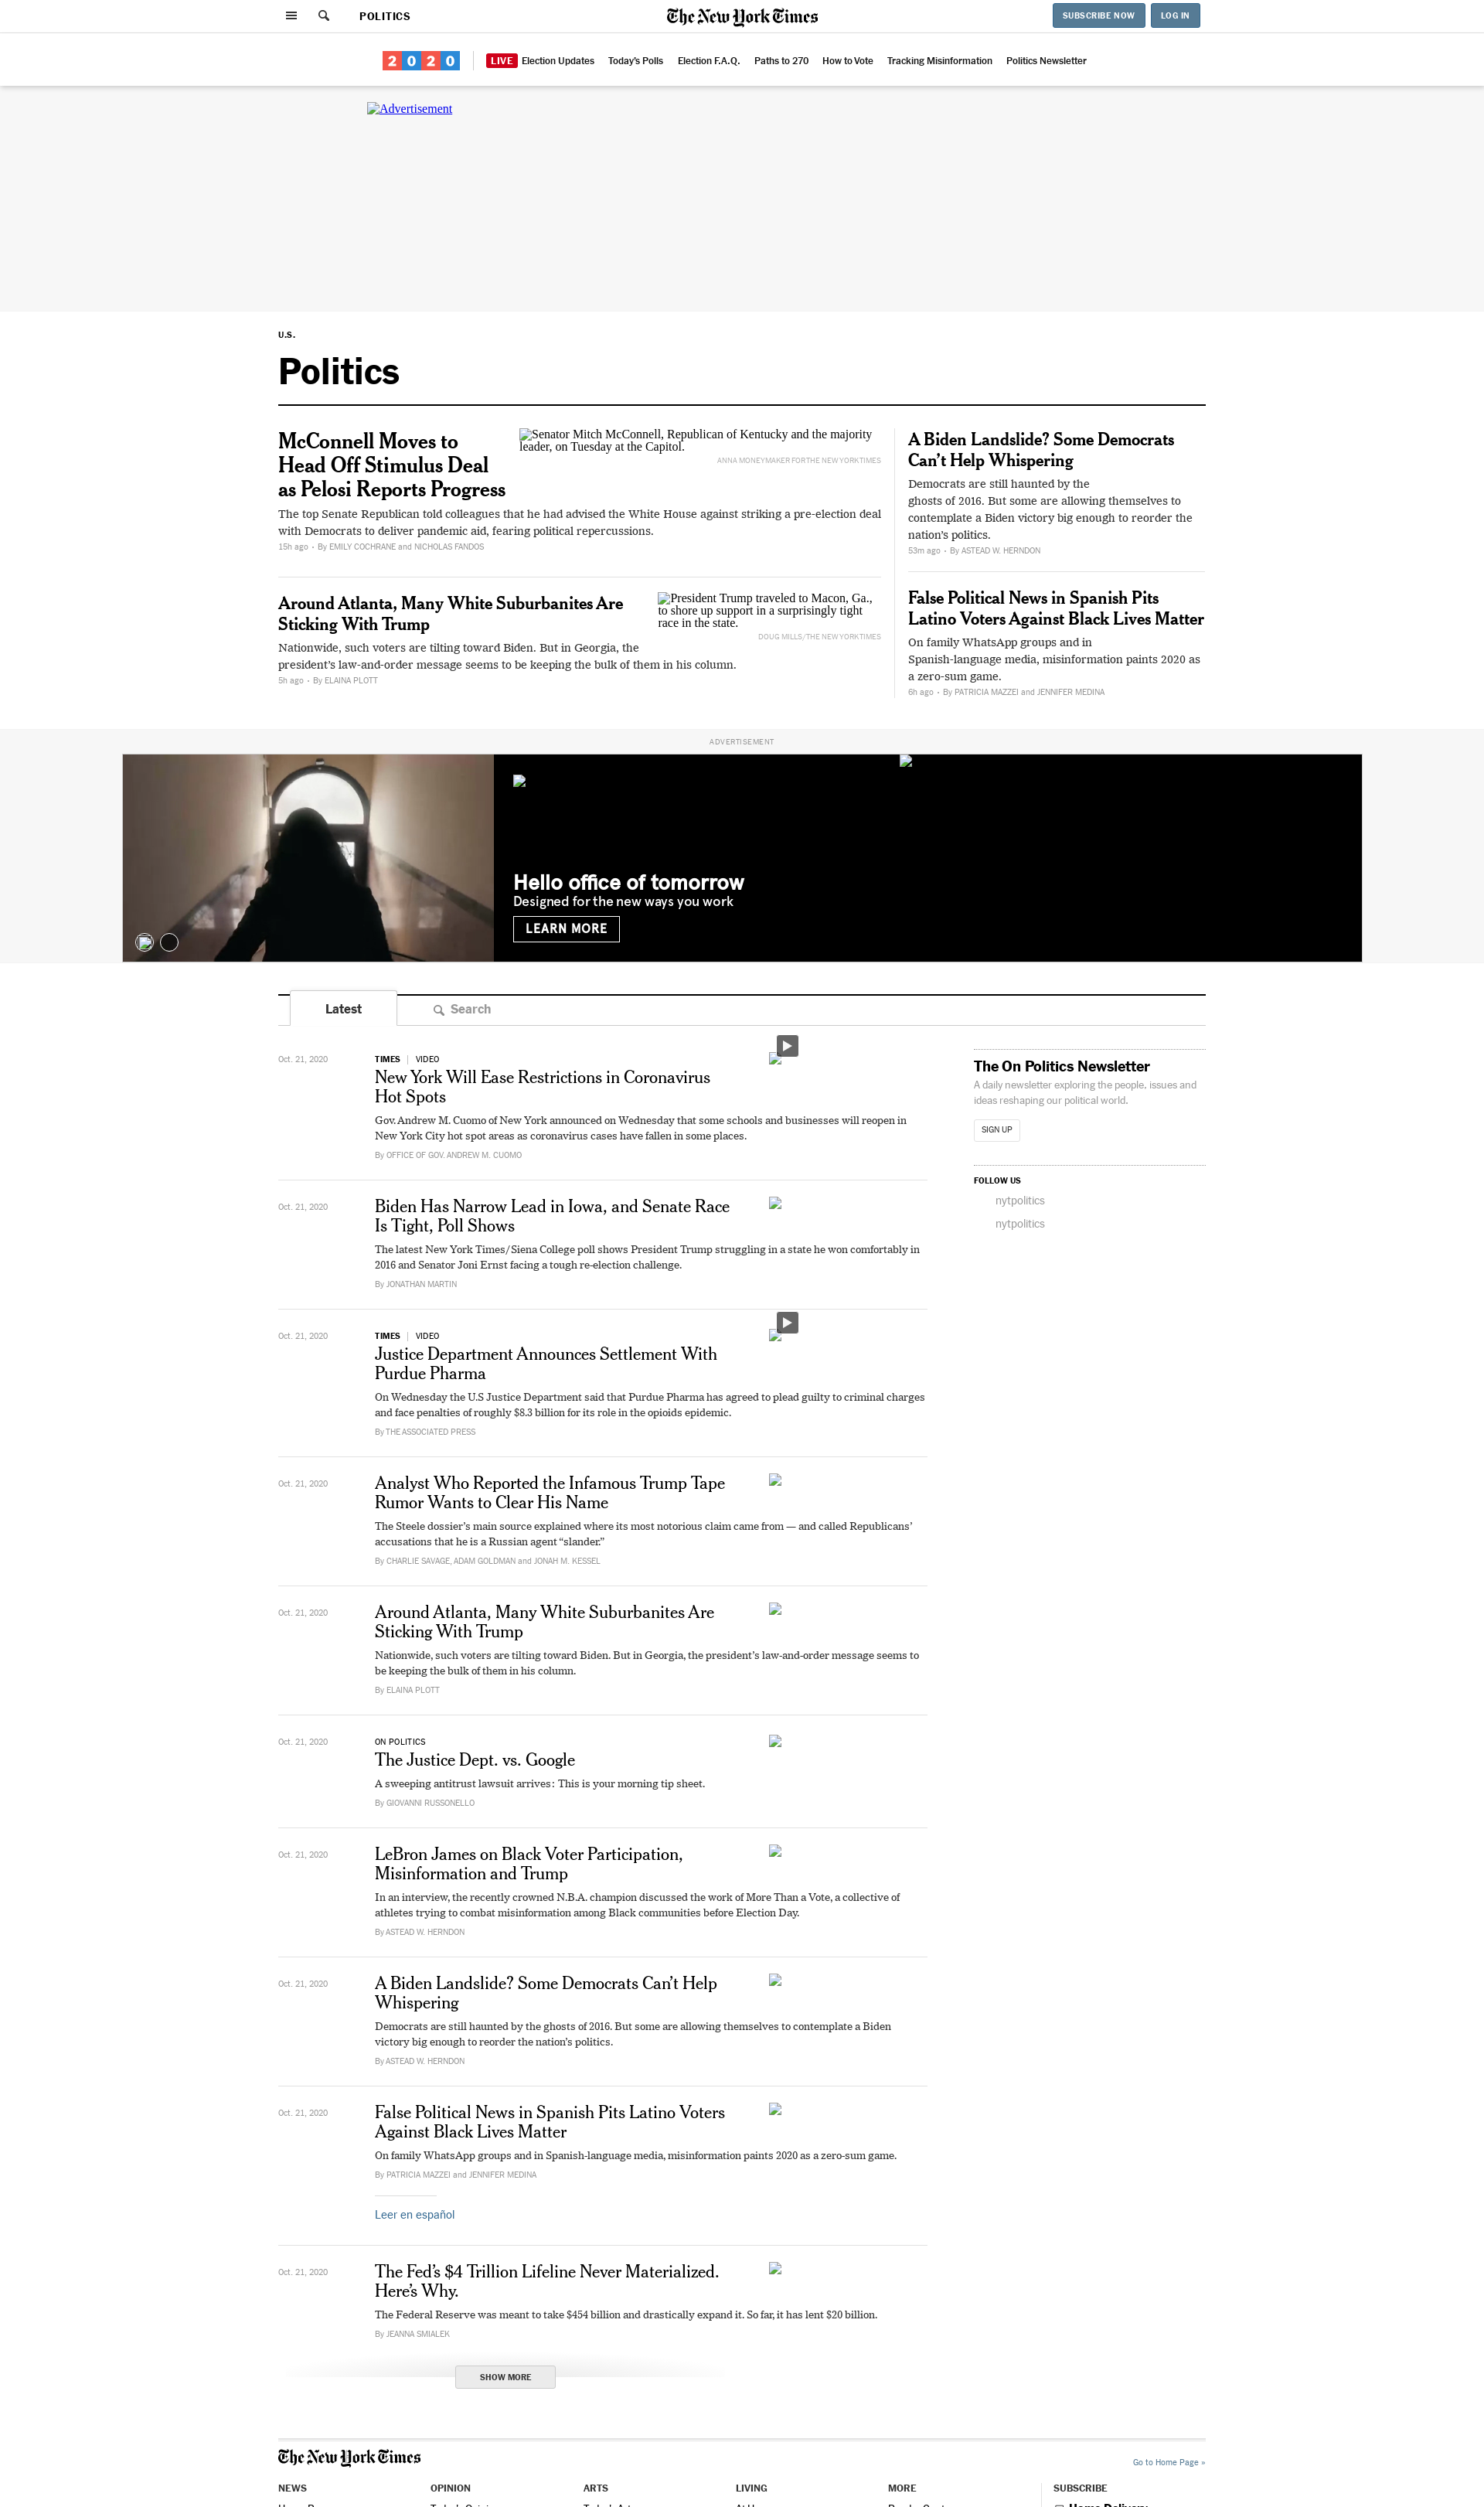 POLITICS
The New York Times
SUBSCRIBE NOW
LOG IN
2020
LIVE Election Updates
Today's Polls
Election F.A.Q.
Paths to 270
How to Vote
Tracking Misinformation
Politics Newsletter
Advertisement
U.S.
Politics
McConnell Moves to
Head Off Stimulus Deal
as Pelosi Reports Progress
Senator Mitch McConnell, Republican of Kentucky and the majority
leader, on Tuesday at the Capitol.
ANNA MONEYMAKER FOR THE NEW YORK TIMES
The top Senate Republican told colleagues that he had advised the White House against striking a pre-election deal
with Democrats to deliver pandemic aid, fearing political repercussions.
15h ago • By EMILY COCHRANE and NICHOLAS FANDOS
Around Atlanta, Many White Suburbanites Are
Sticking With Trump
President Trump traveled to Macon, Ga.,
to shore up support in a surprisingly tight
race in the state.
DOUG MILLS/THE NEW YORK TIMES
Nationwide, such voters are tilting toward Biden. But in Georgia, the
president's law-and-order message seems to be keeping the bulk of them in his column.
5h ago • By ELAINA PLOTT
A Biden Landslide? Some Democrats
Can't Help Whispering
Democrats are still haunted by the
ghosts of 2016. But some are allowing themselves to
contemplate a Biden victory big enough to reorder the
nation's politics.
53m ago • By ASTEAD W. HERNDON
False Political News in Spanish Pits
Latino Voters Against Black Lives Matter
On family WhatsApp groups and in
Spanish-language media, misinformation paints 2020 as
a zero-sum game.
6h ago • By PATRICIA MAZZEI and JENNIFER MEDINA
ADVERTISEMENT
Hello office of tomorrow
Designed for the new ways you work
LEARN MORE
Latest
Search
Oct. 21, 2020
TIMES | VIDEO
New York Will Ease Restrictions in Coronavirus
Hot Spots
Gov. Andrew M. Cuomo of New York announced on Wednesday that some schools and businesses will reopen in
New York City hot spot areas as coronavirus cases have fallen in some places.
By OFFICE OF GOV. ANDREW M. CUOMO
Oct. 21, 2020
Biden Has Narrow Lead in Iowa, and Senate Race
Is Tight, Poll Shows
The latest New York Times/Siena College poll shows President Trump struggling in a state he won comfortably in
2016 and Senator Joni Ernst facing a tough re-election challenge.
By JONATHAN MARTIN
Oct. 21, 2020
TIMES | VIDEO
Justice Department Announces Settlement With
Purdue Pharma
On Wednesday the U.S Justice Department said that Purdue Pharma has agreed to plead guilty to criminal charges
and face penalties of roughly $8.3 billion for its role in the opioids epidemic.
By THE ASSOCIATED PRESS
Oct. 21, 2020
Analyst Who Reported the Infamous Trump Tape
Rumor Wants to Clear His Name
The Steele dossier's main source explained where its most notorious claim came from — and called Republicans'
accusations that he is a Russian agent “slander.”
By CHARLIE SAVAGE, ADAM GOLDMAN and JONAH M. KESSEL
Oct. 21, 2020
Around Atlanta, Many White Suburbanites Are
Sticking With Trump
Nationwide, such voters are tilting toward Biden. But in Georgia, the president's law-and-order message seems to
be keeping the bulk of them in his column.
By ELAINA PLOTT
Oct. 21, 2020
ON POLITICS
The Justice Dept. vs. Google
A sweeping antitrust lawsuit arrives: This is your morning tip sheet.
By GIOVANNI RUSSONELLO
Oct. 21, 2020
LeBron James on Black Voter Participation,
Misinformation and Trump
In an interview, the recently crowned N.B.A. champion discussed the work of More Than a Vote, a collective of
athletes trying to combat misinformation among Black communities before Election Day.
By ASTEAD W. HERNDON
Oct. 21, 2020
A Biden Landslide? Some Democrats Can't Help
Whispering
Democrats are still haunted by the ghosts of 2016. But some are allowing themselves to contemplate a Biden
victory big enough to reorder the nation's politics.
By ASTEAD W. HERNDON
Oct. 21, 2020
False Political News in Spanish Pits Latino Voters
Against Black Lives Matter
On family WhatsApp groups and in Spanish-language media, misinformation paints 2020 as a zero-sum game.
By PATRICIA MAZZEI and JENNIFER MEDINA
Leer en español
Oct. 21, 2020
The Fed's $4 Trillion Lifeline Never Materialized.
Here's Why.
The Federal Reserve was meant to take $454 billion and drastically expand it. So far, it has lent $20 billion.
By JEANNA SMIALEK
SHOW MORE
The On Politics Newsletter
A daily newsletter exploring the people, issues and
ideas reshaping our political world.
SIGN UP
FOLLOW US
nytpolitics
nytpolitics
The New York Times
Go to Home Page »
NEWS
OPINION
ARTS
LIVING
MORE
SUBSCRIBE